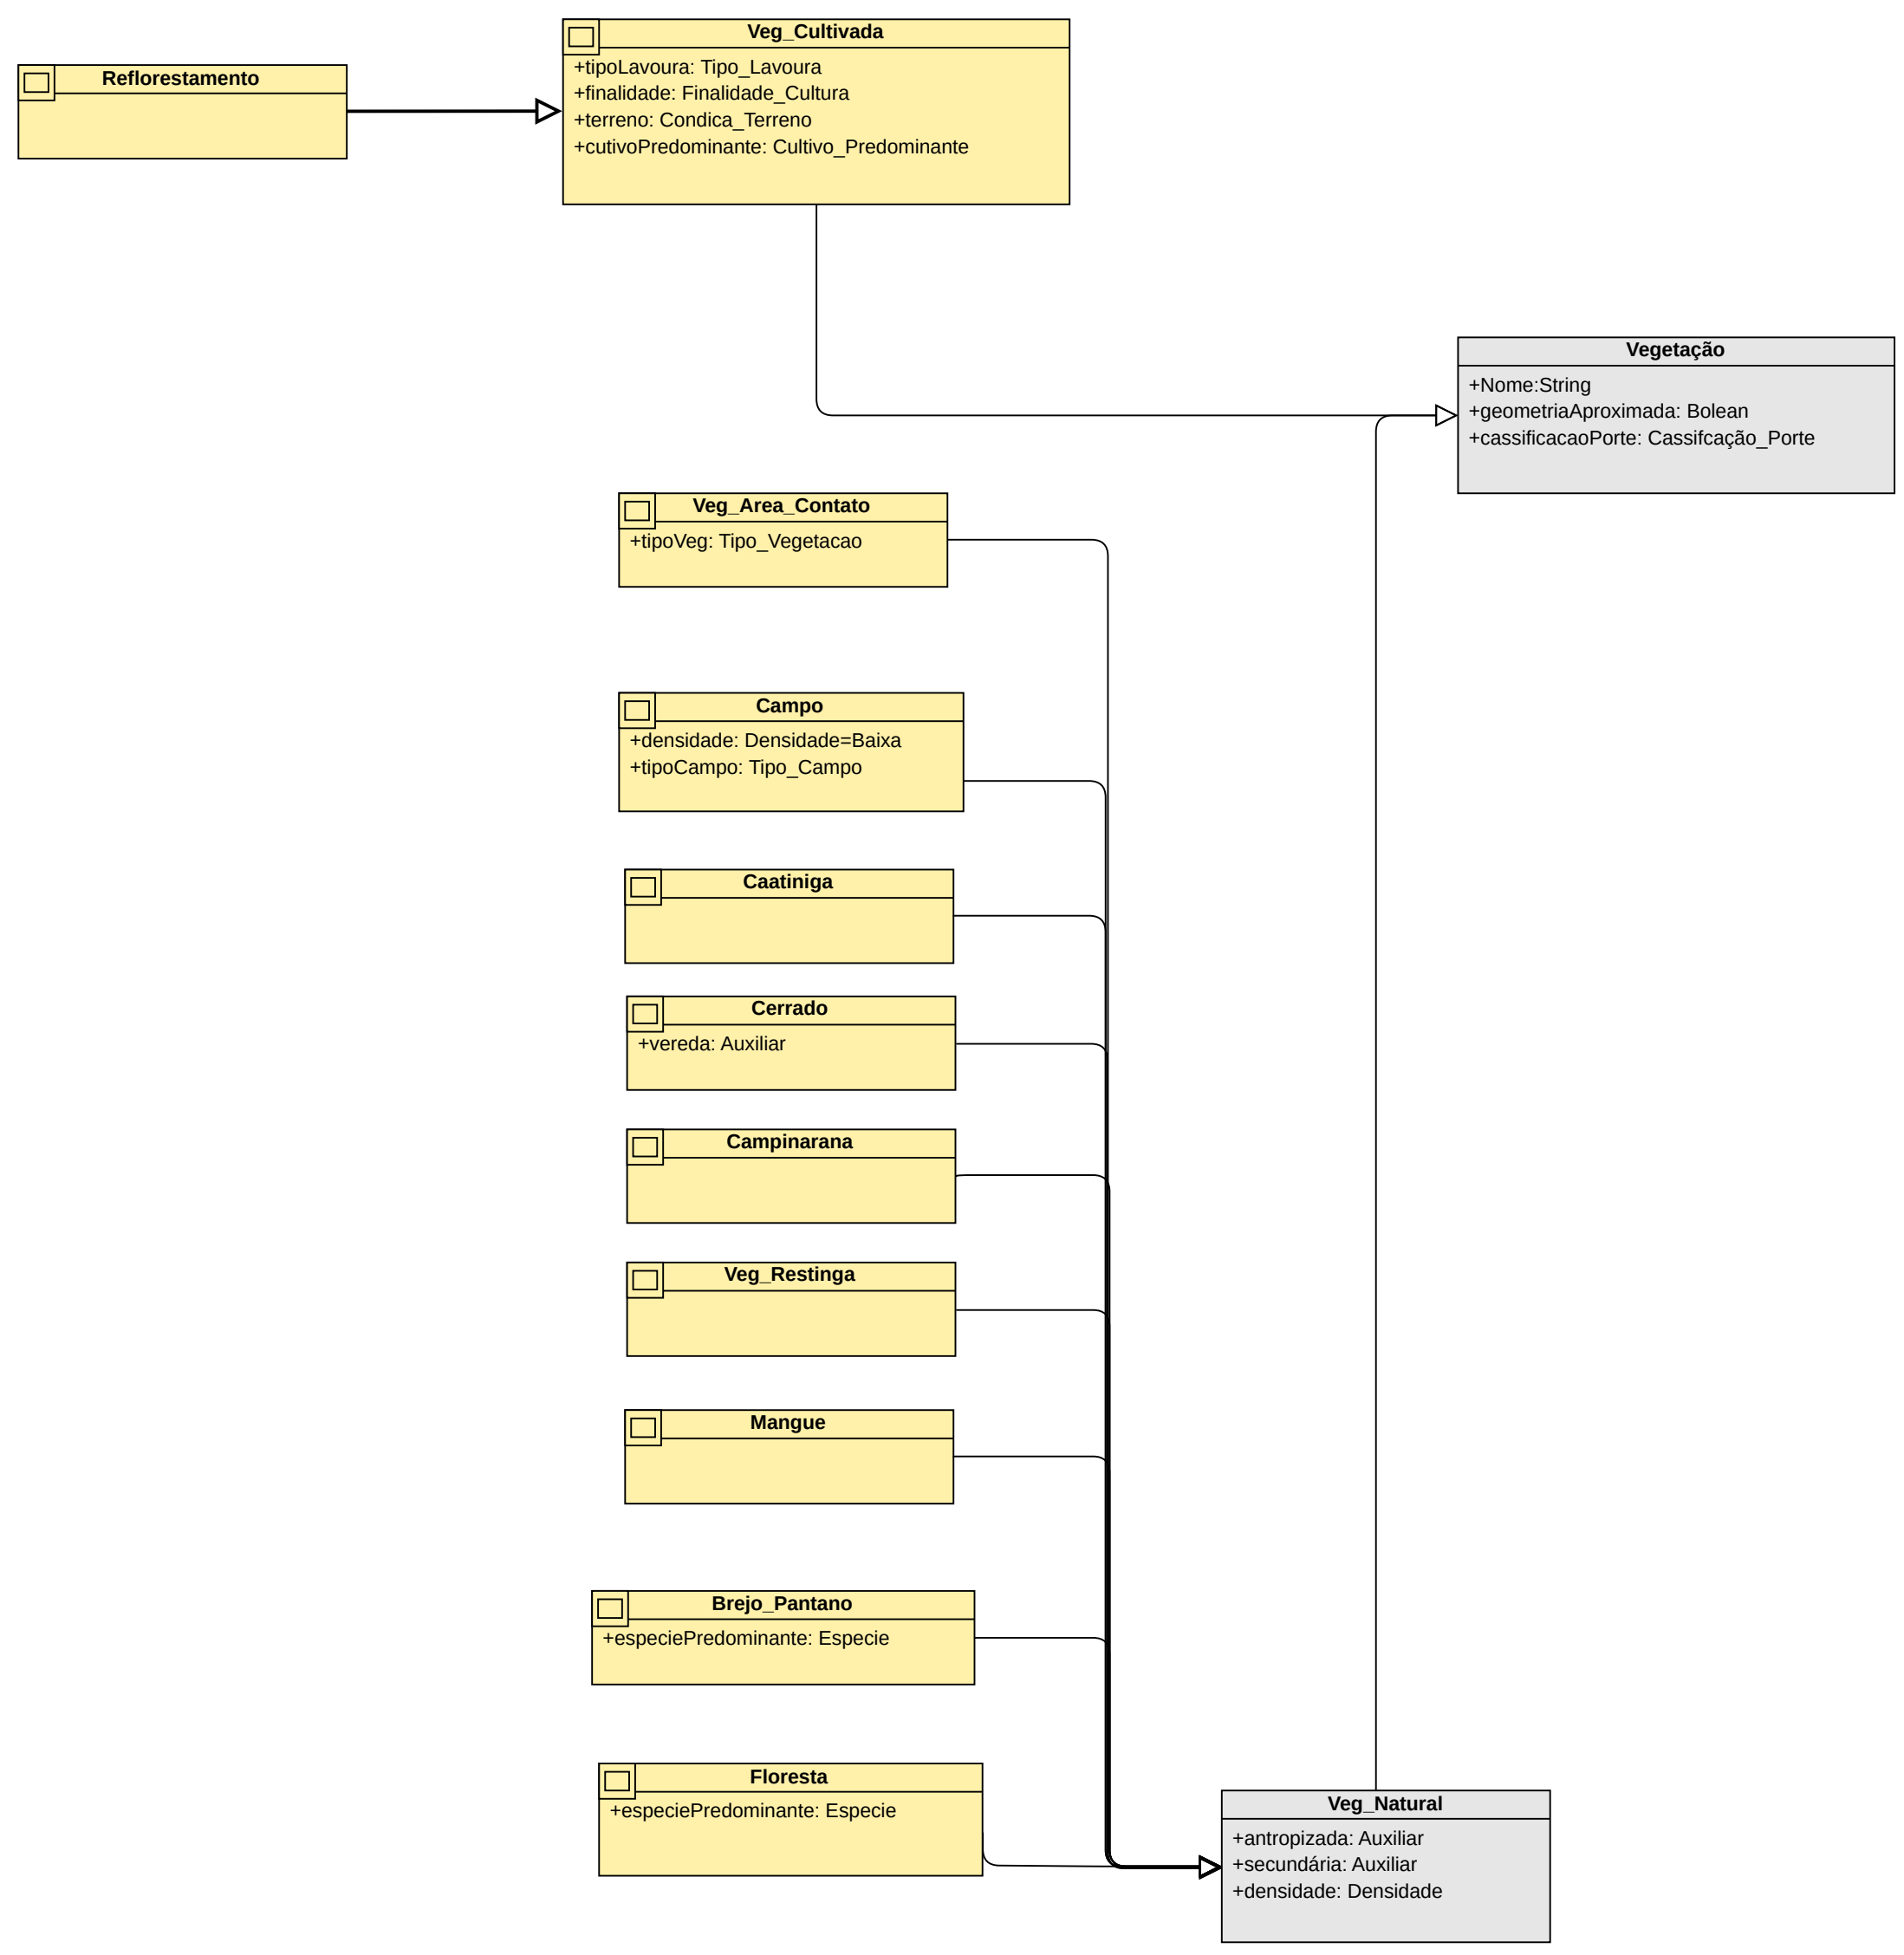 Veg_Cultivada
+tipoLavoura: Tipo_Lavoura
+finalidade: Finalidade_Cultura
+terreno: Condica_Terreno
+cutivoPredominante: Cultivo_Predominante
Reflorestamento
Vegetação
+Nome:String
+geometriaAproximada: Bolean
+cassificacaoPorte: Cassifcação_Porte
Veg_Area_Contato
+tipoVeg: Tipo_Vegetacao
Campo
+densidade: Densidade=Baixa
+tipoCampo: Tipo_Campo
Caatiniga
Cerrado
+vereda: Auxiliar
Campinarana
Veg_Restinga
Mangue
Brejo_Pantano
+especiePredominante: Especie
Floresta
+especiePredominante: Especie
Veg_Natural
+antropizada: Auxiliar
+secundária: Auxiliar
+densidade: Densidade